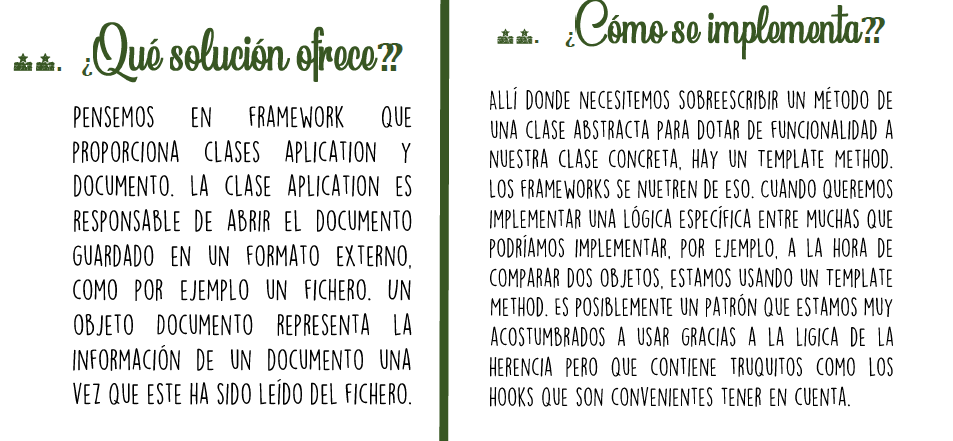 ¿Qué solución ofrece??
PENSEMOS EN FRAMEWORK QUE
PROPORCIONA CLASES APLICATION Y
DOCUMENTO. LA CLASE APLICATION ES
RESPONSABLE DE ABRIR EL DOCUMENTO
GUARDADO EN UN FORMATO EXTERNO,
COMO POR EJEMPLO UN FICHERO. UN
OBJETO DOCUMENTO REPRESENTA LA
INFORMACIÓN DE UN DOCUMENTO UNA
VEZ QUE ESTE HA SIDO LEÍDO DEL FICHERO.
¿Cómo se implementa??
ALLÍ DONDE NECESITEMOS SOBREESCRIBIR UN MÉTODO DE
UNA CLASE ABSTRACTA PARA DOTAR DE FUNCIONALIDAD A
NUESTRA CLASE CONCRETA, HAY UN TEMPLATE METHOD.
LOS FRAMEWORKS SE NUETREN DE ESO. CUANDO QUEREMOS
IMPLEMENTAR UNA LÓGICA ESPECÍFICA ENTRE MUCHAS QUE
PODRÍAMOS IMPLEMENTAR, POR EJEMPLO, A LA HORA DE
COMPARAR DOS OBJETOS, ESTAMOS USANDO UN TEMPLATE
METHOD. ES POSIBLEMENTE UN PATRÓN QUE ESTAMOS MUY
ACOSTUMBRADOS A USAR GRACIAS A LA LIGICA DE LA
HERENCIA PERO QUE CONTIENE TRUQUITOS COMO LOS
HOOKS QUE SON CONVENIENTES TENER EN CUENTA.